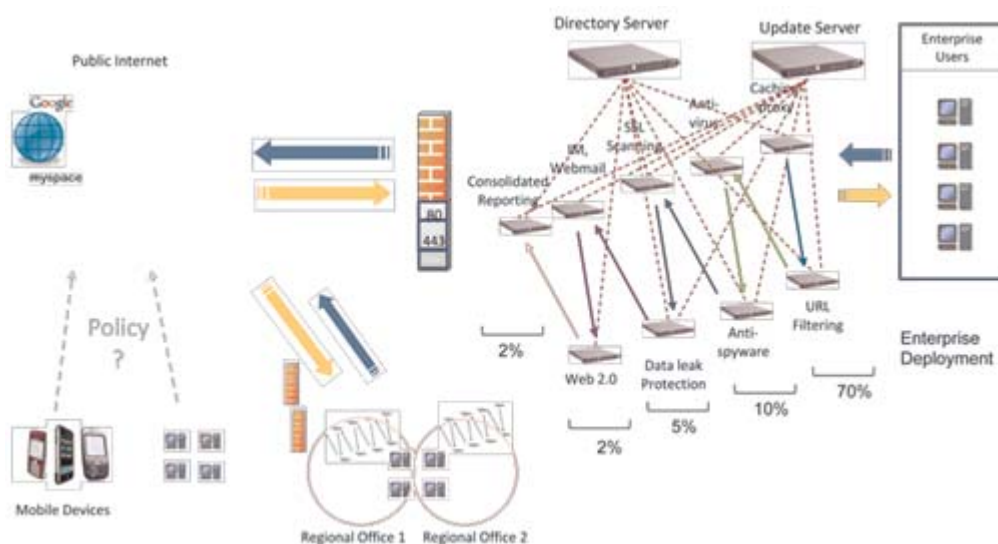 Directory Server
Update Server
Enterprise
Users
Public Internet
Google
myspace
Caching
proxy
Anti-
virus
SSL
Scanning
IM,
Webmail
Consolidated
Reporting
80
443
Policy
?
URL
Filtering
Anti-
spyware
Data leak
Protection
Web 2.0
Enterprise
Deployment
2%
70%
10%
5%
2%
Mobile Devices
Regional Office 1
Regional Office 2